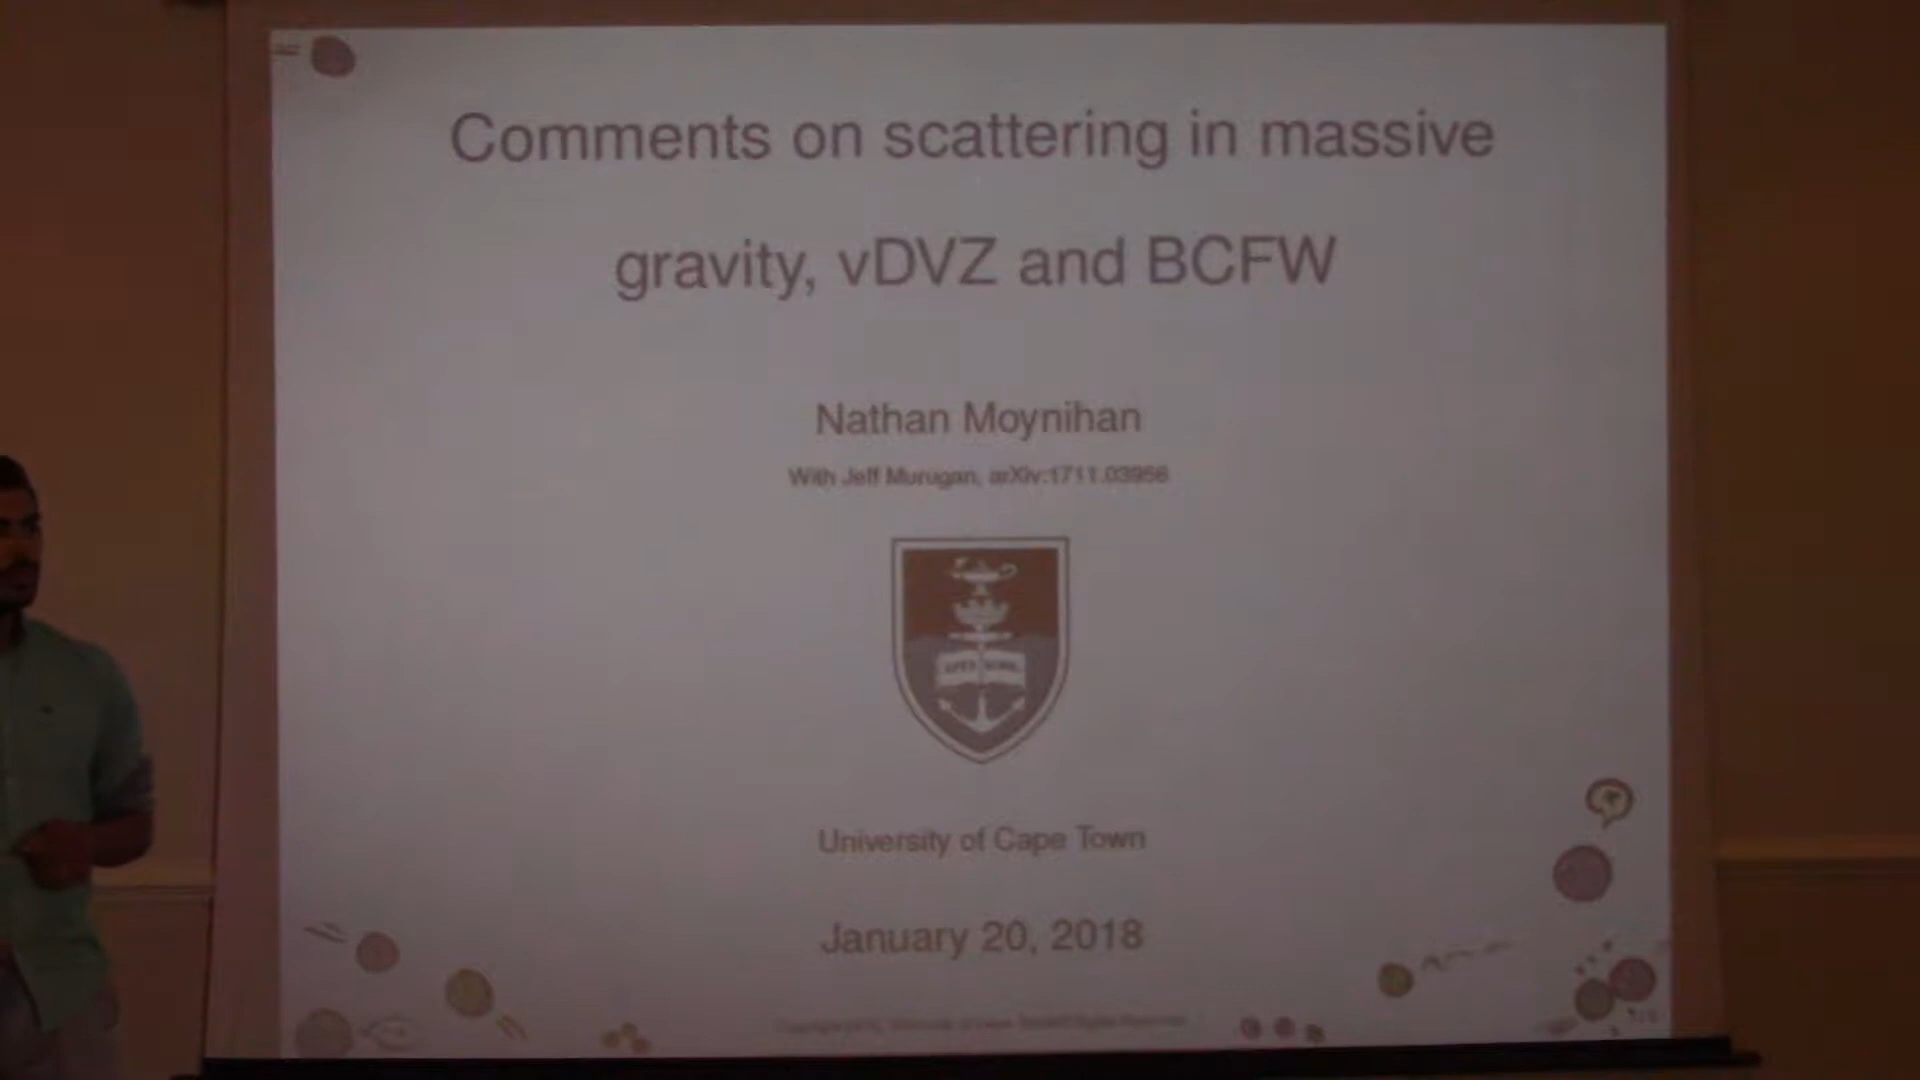 Comments on scattering in massive
gravity, vDVZ and BCFW
Nathan Moynihan
With Jeff Murugan, arXiv:1711.03956
University of Cape Town
January 20, 2018